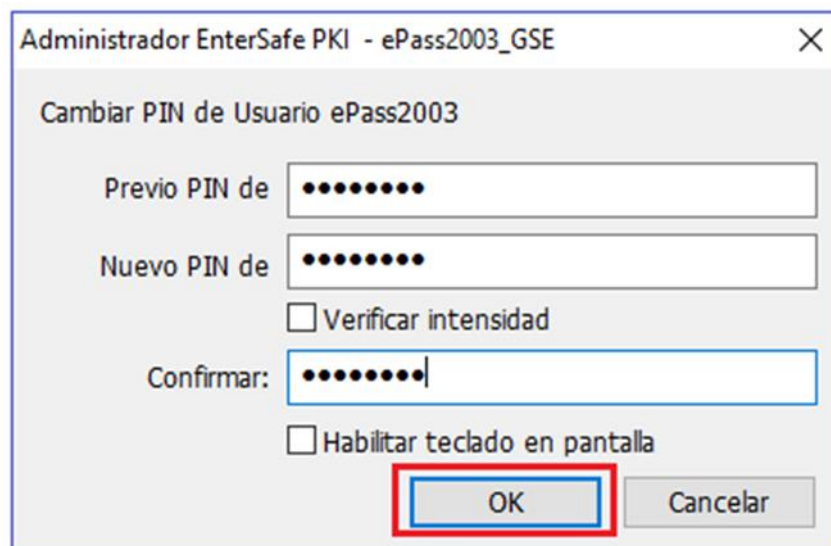 Administrador EnterSafe PKI - ePass2003_GSE
Cambiar PIN de Usuario ePass2003
Previo PIN de ••••••••
Nuevo PIN de ••••••••
Verificar intensidad
Confirmar: ••••••••
Habilitar teclado en pantalla
OK Cancelar